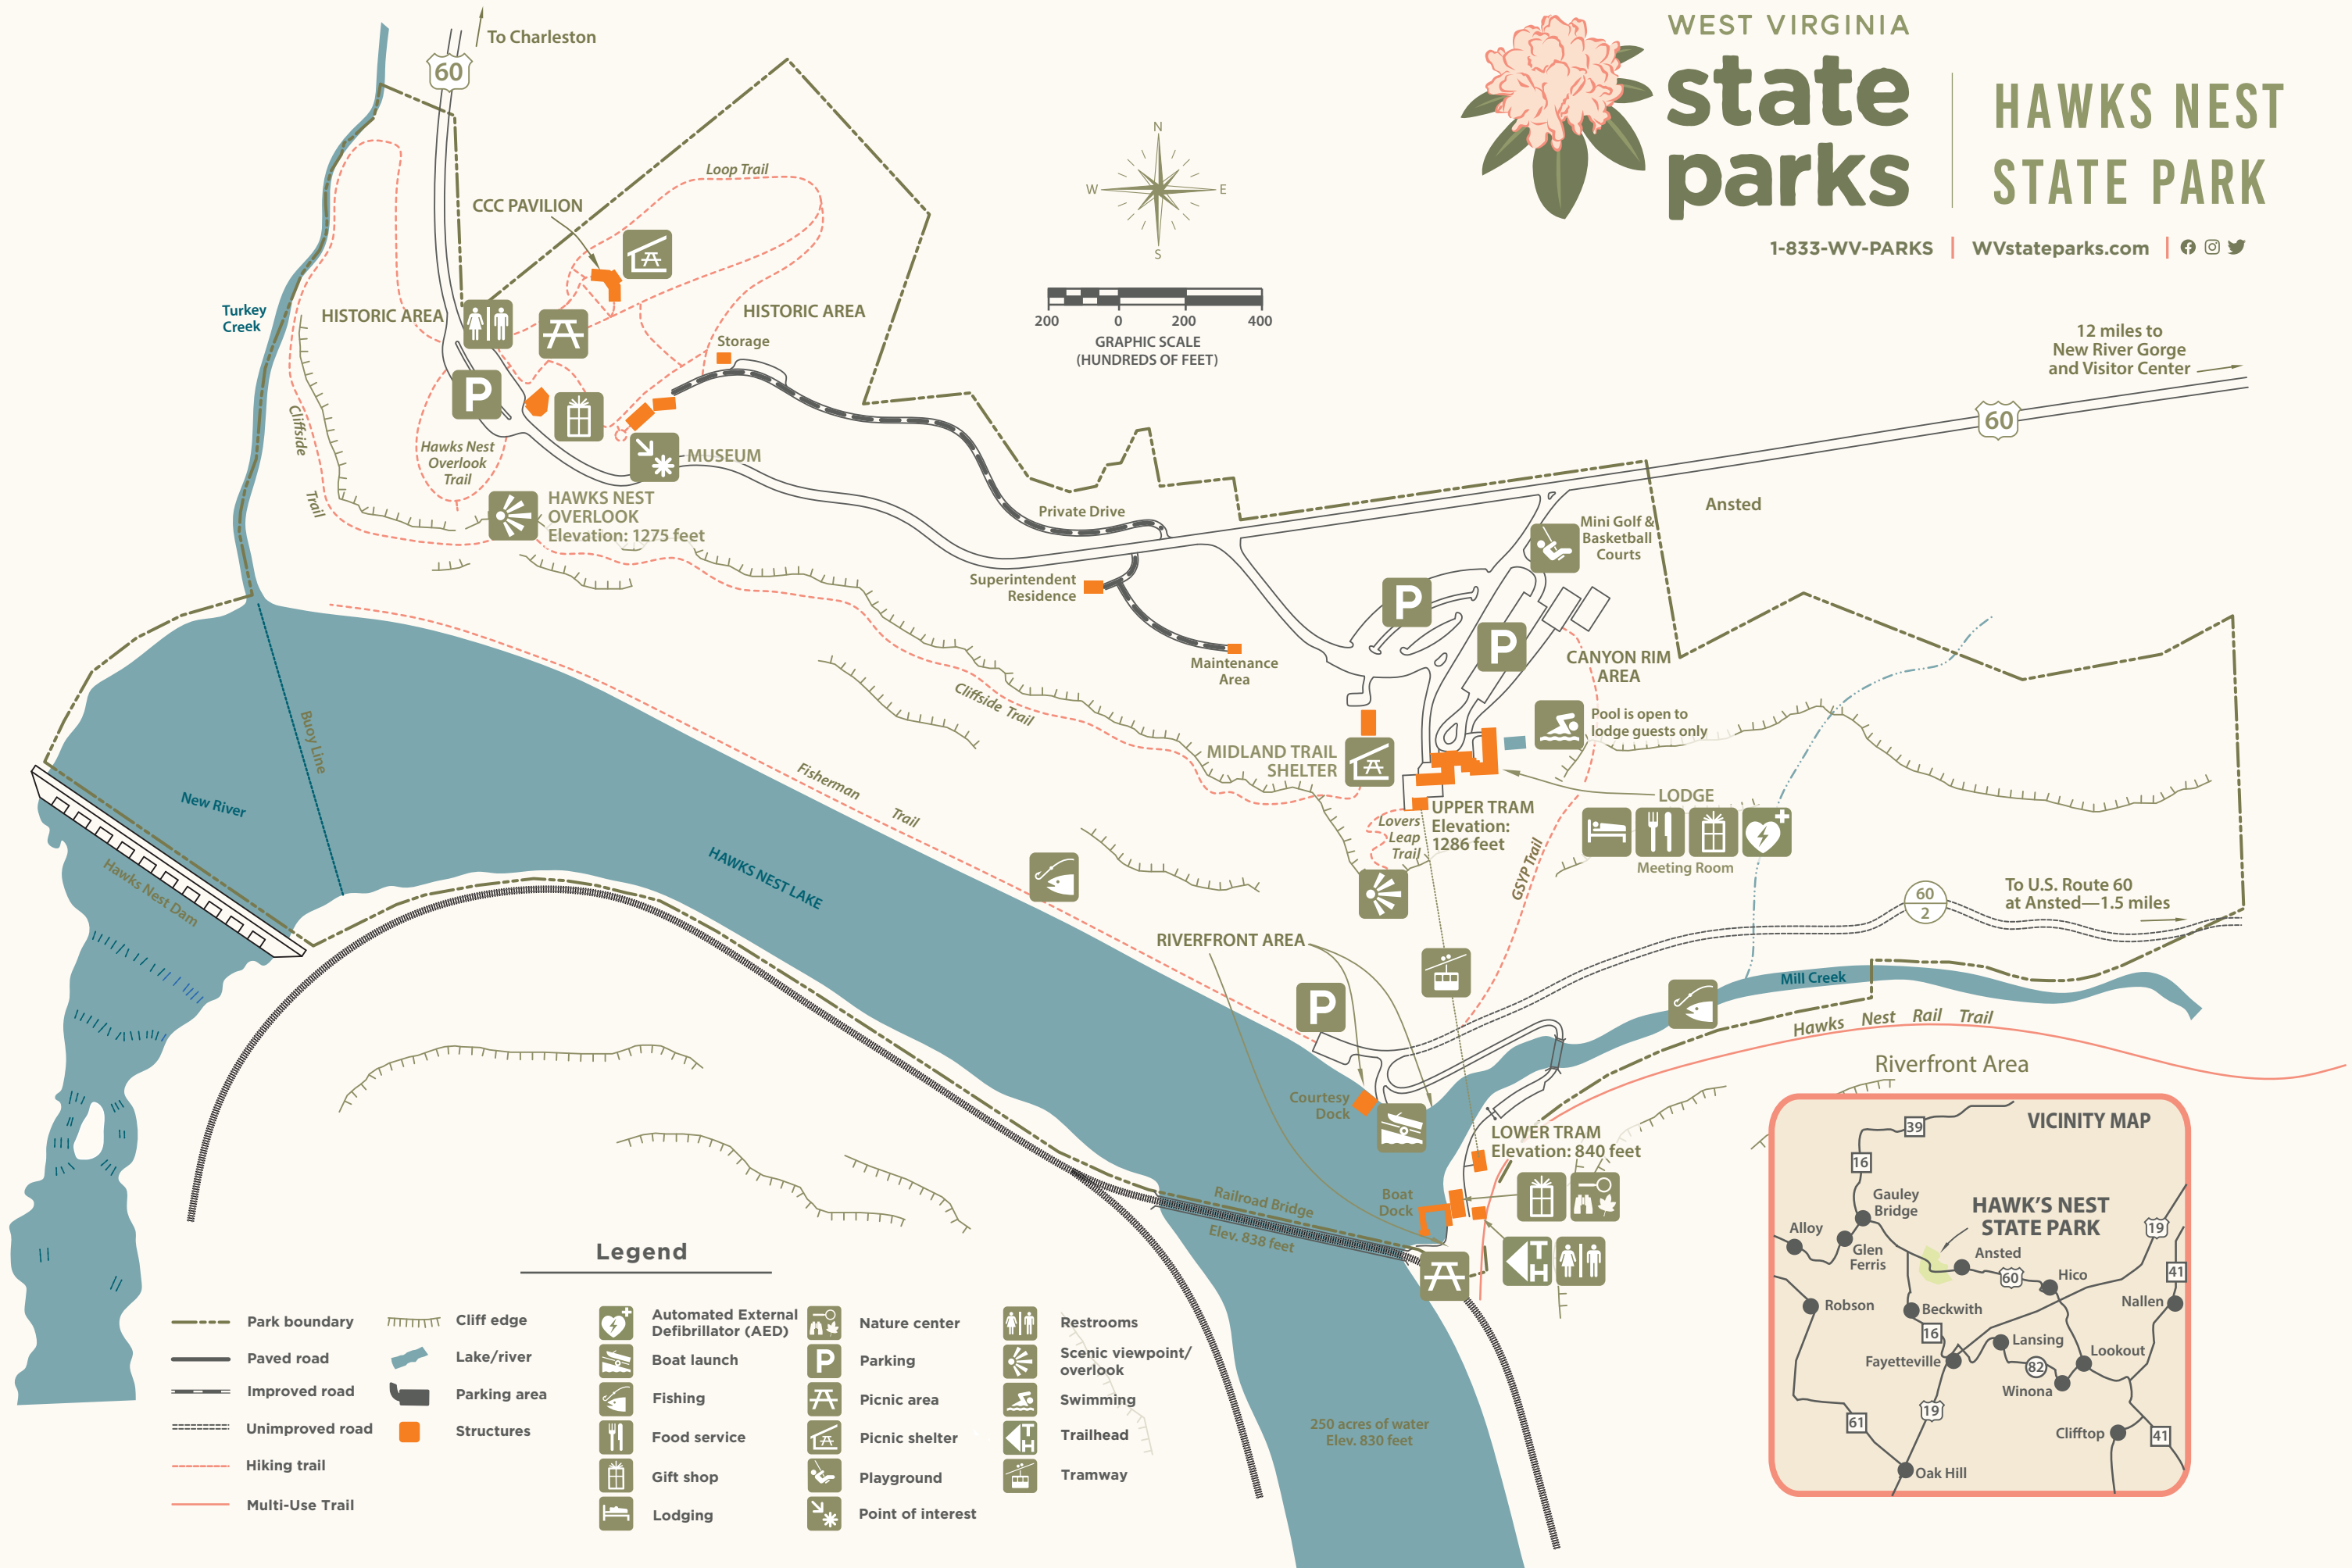 WEST VIRGINIA
state
parks
HAWKS NEST
STATE PARK
1-833-WV-PARKS
WVstateparks.com
To Charleston
60
Loop Trail
CCC PAVILION
N
W
E
S
Turkey
Creek
HISTORIC AREA
HISTORIC AREA
Storage
200 0 200 400
GRAPHIC SCALE
(HUNDREDS OF FEET)
12 miles to
New River Gorge
and Visitor Center
60
P
Cliffside
Trail
Hawks Nest
Overlook
Trail
MUSEUM
HAWKS NEST
OVERLOOK
Elevation: 1275 feet
Private Drive
Ansted
Mini Golf &
Basketball
Courts
Superintendent
Residence
P
P
Maintenance
Area
CANYON RIM
AREA
Cliffside Trail
Pool is open to
lodge guests only
MIDLAND TRAIL
SHELTER
LODGE
UPPER TRAM
Elevation:
1286 feet
Lovers
Leap
Trail
GSYP Trail
Meeting Room
Buoy Line
New River
Hawks Nest Dam
Fisherman
Trail
HAWKS NEST LAKE
60
2
To U.S. Route 60
at Ansted—1.5 miles
RIVERFRONT AREA
P
Mill Creek
Hawks Nest Rail Trail
Riverfront Area
Courtesy
Dock
LOWER TRAM
Elevation: 840 feet
Boat
Dock
Railroad Bridge
Elev. 838 feet
TH
250 acres of water
Elev. 830 feet
Legend
Park boundary
Paved road
Improved road
Unimproved road
Hiking trail
Multi-Use Trail
Cliff edge
Lake/river
Parking area
Structures
Automated External
Defibrillator (AED)
Boat launch
Fishing
Food service
Gift shop
Lodging
Nature center
P
Parking
Picnic area
Picnic shelter
Playground
Point of interest
Restrooms
Scenic viewpoint/
overlook
Swimming
TH
Trailhead
Tramway
VICINITY MAP
39
16
Gauley
Bridge
HAWK'S NEST
STATE PARK
19
Alloy
Glen
Ferris
Ansted
60
Hico
41
Nallen
Robson
Beckwith
16
Lansing
Lookout
Fayetteville
82
Winona
19
61
Clifftop
41
Oak Hill